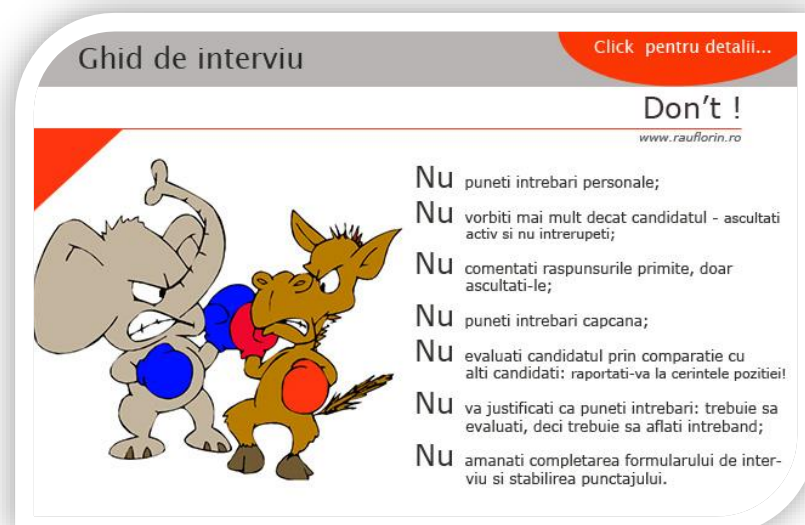 Ghid de interviu
Click pentru detalii...
Don't !
www.rauflorin.ro
Nu puneti intrebari personale;
Nu vorbiti mai mult decat candidatul - ascultati
activ si nu intrerupeti;
Nu comentati raspunsurile primite, doar
ascultati-le;
Nu puneti intrebari capcana;
Nu evaluati candidatul prin comparatie cu
alti candidati: raportati-va la cerintele pozitiei!
Nu va justificati ca puneti intrebari: trebuie sa
evaluati, deci trebuie sa aflati intreband;
Nu amanati completarea formularului de inter-
viu si stabilirea punctajului.